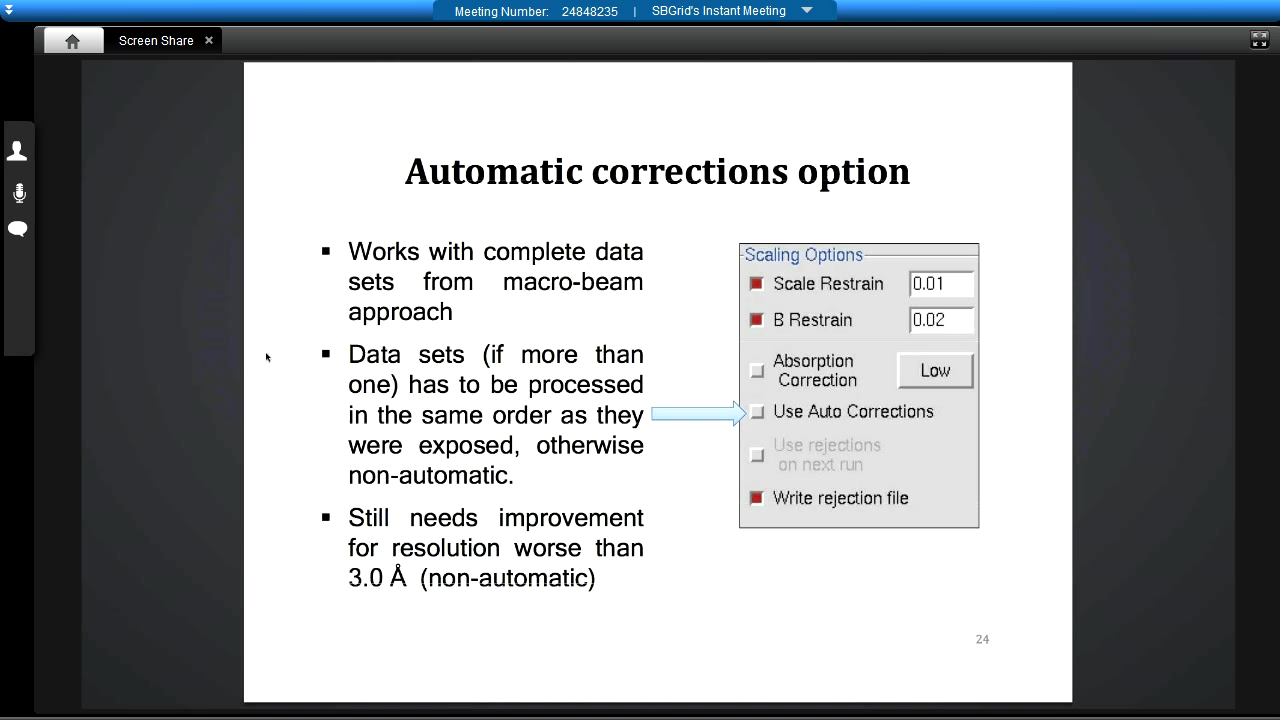 Meeting Number: 24848235 | SBGrid's Instant Meeting
Screen Share
Automatic corrections option
▪ Works with complete data
sets from macro-beam
approach
▪ Data sets (if more than
one) has to be processed
in the same order as they
were exposed, otherwise
non-automatic.
▪ Still needs improvement
for resolution worse than
3.0 Å (non-automatic)
Scaling Options
Scale Restrain 0.01
B Restrain 0.02
Absorption
Correction
Low
Use Auto Corrections
Use rejections
on next run
Write rejection file
24